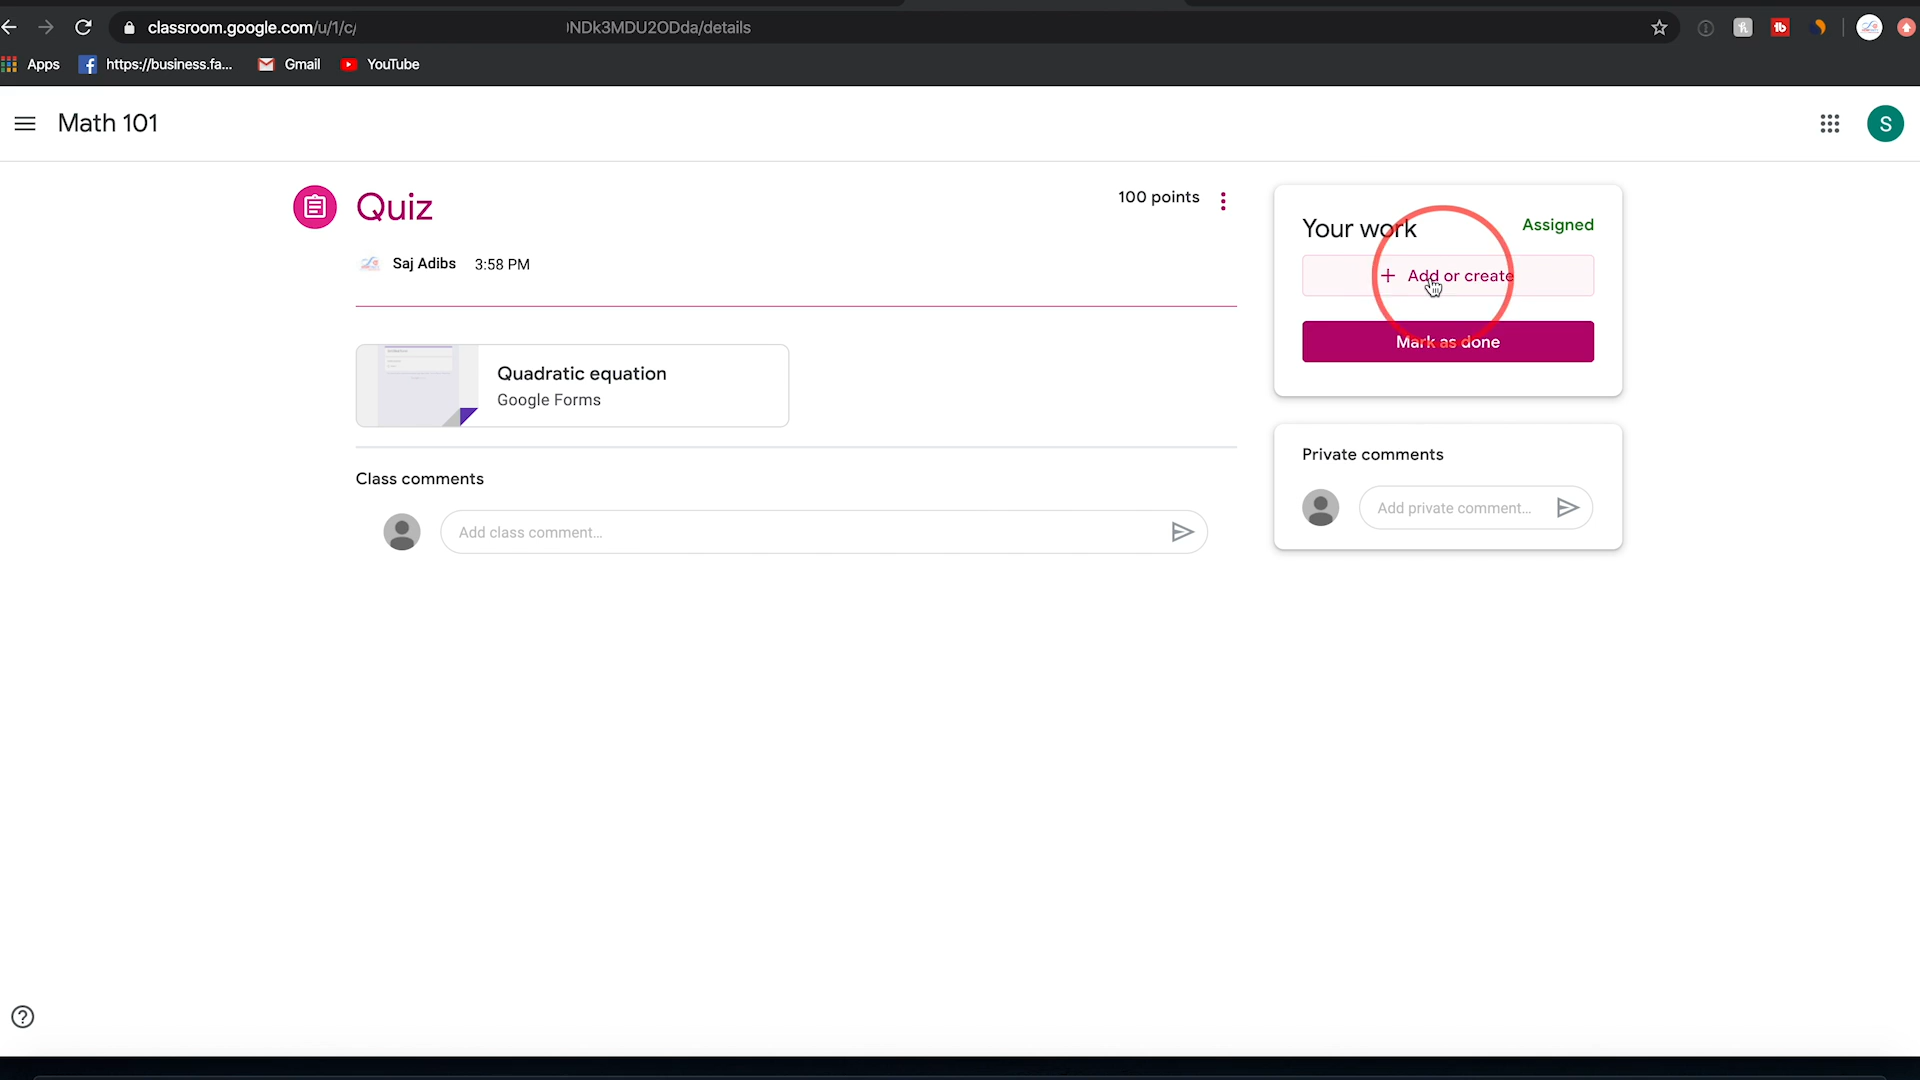 classroom.google.com/u/1/c/ NDk3MDU2ODda/details
Apps https://business.fa... Gmail YouTube
Math 101
S
Quiz
100 points
Saj Adibs 3:58 PM
Quadratic equation
Google Forms
Class comments
Add class comment...
Your work
Assigned
+ Add or create
Mark as done
Private comments
Add private comment...